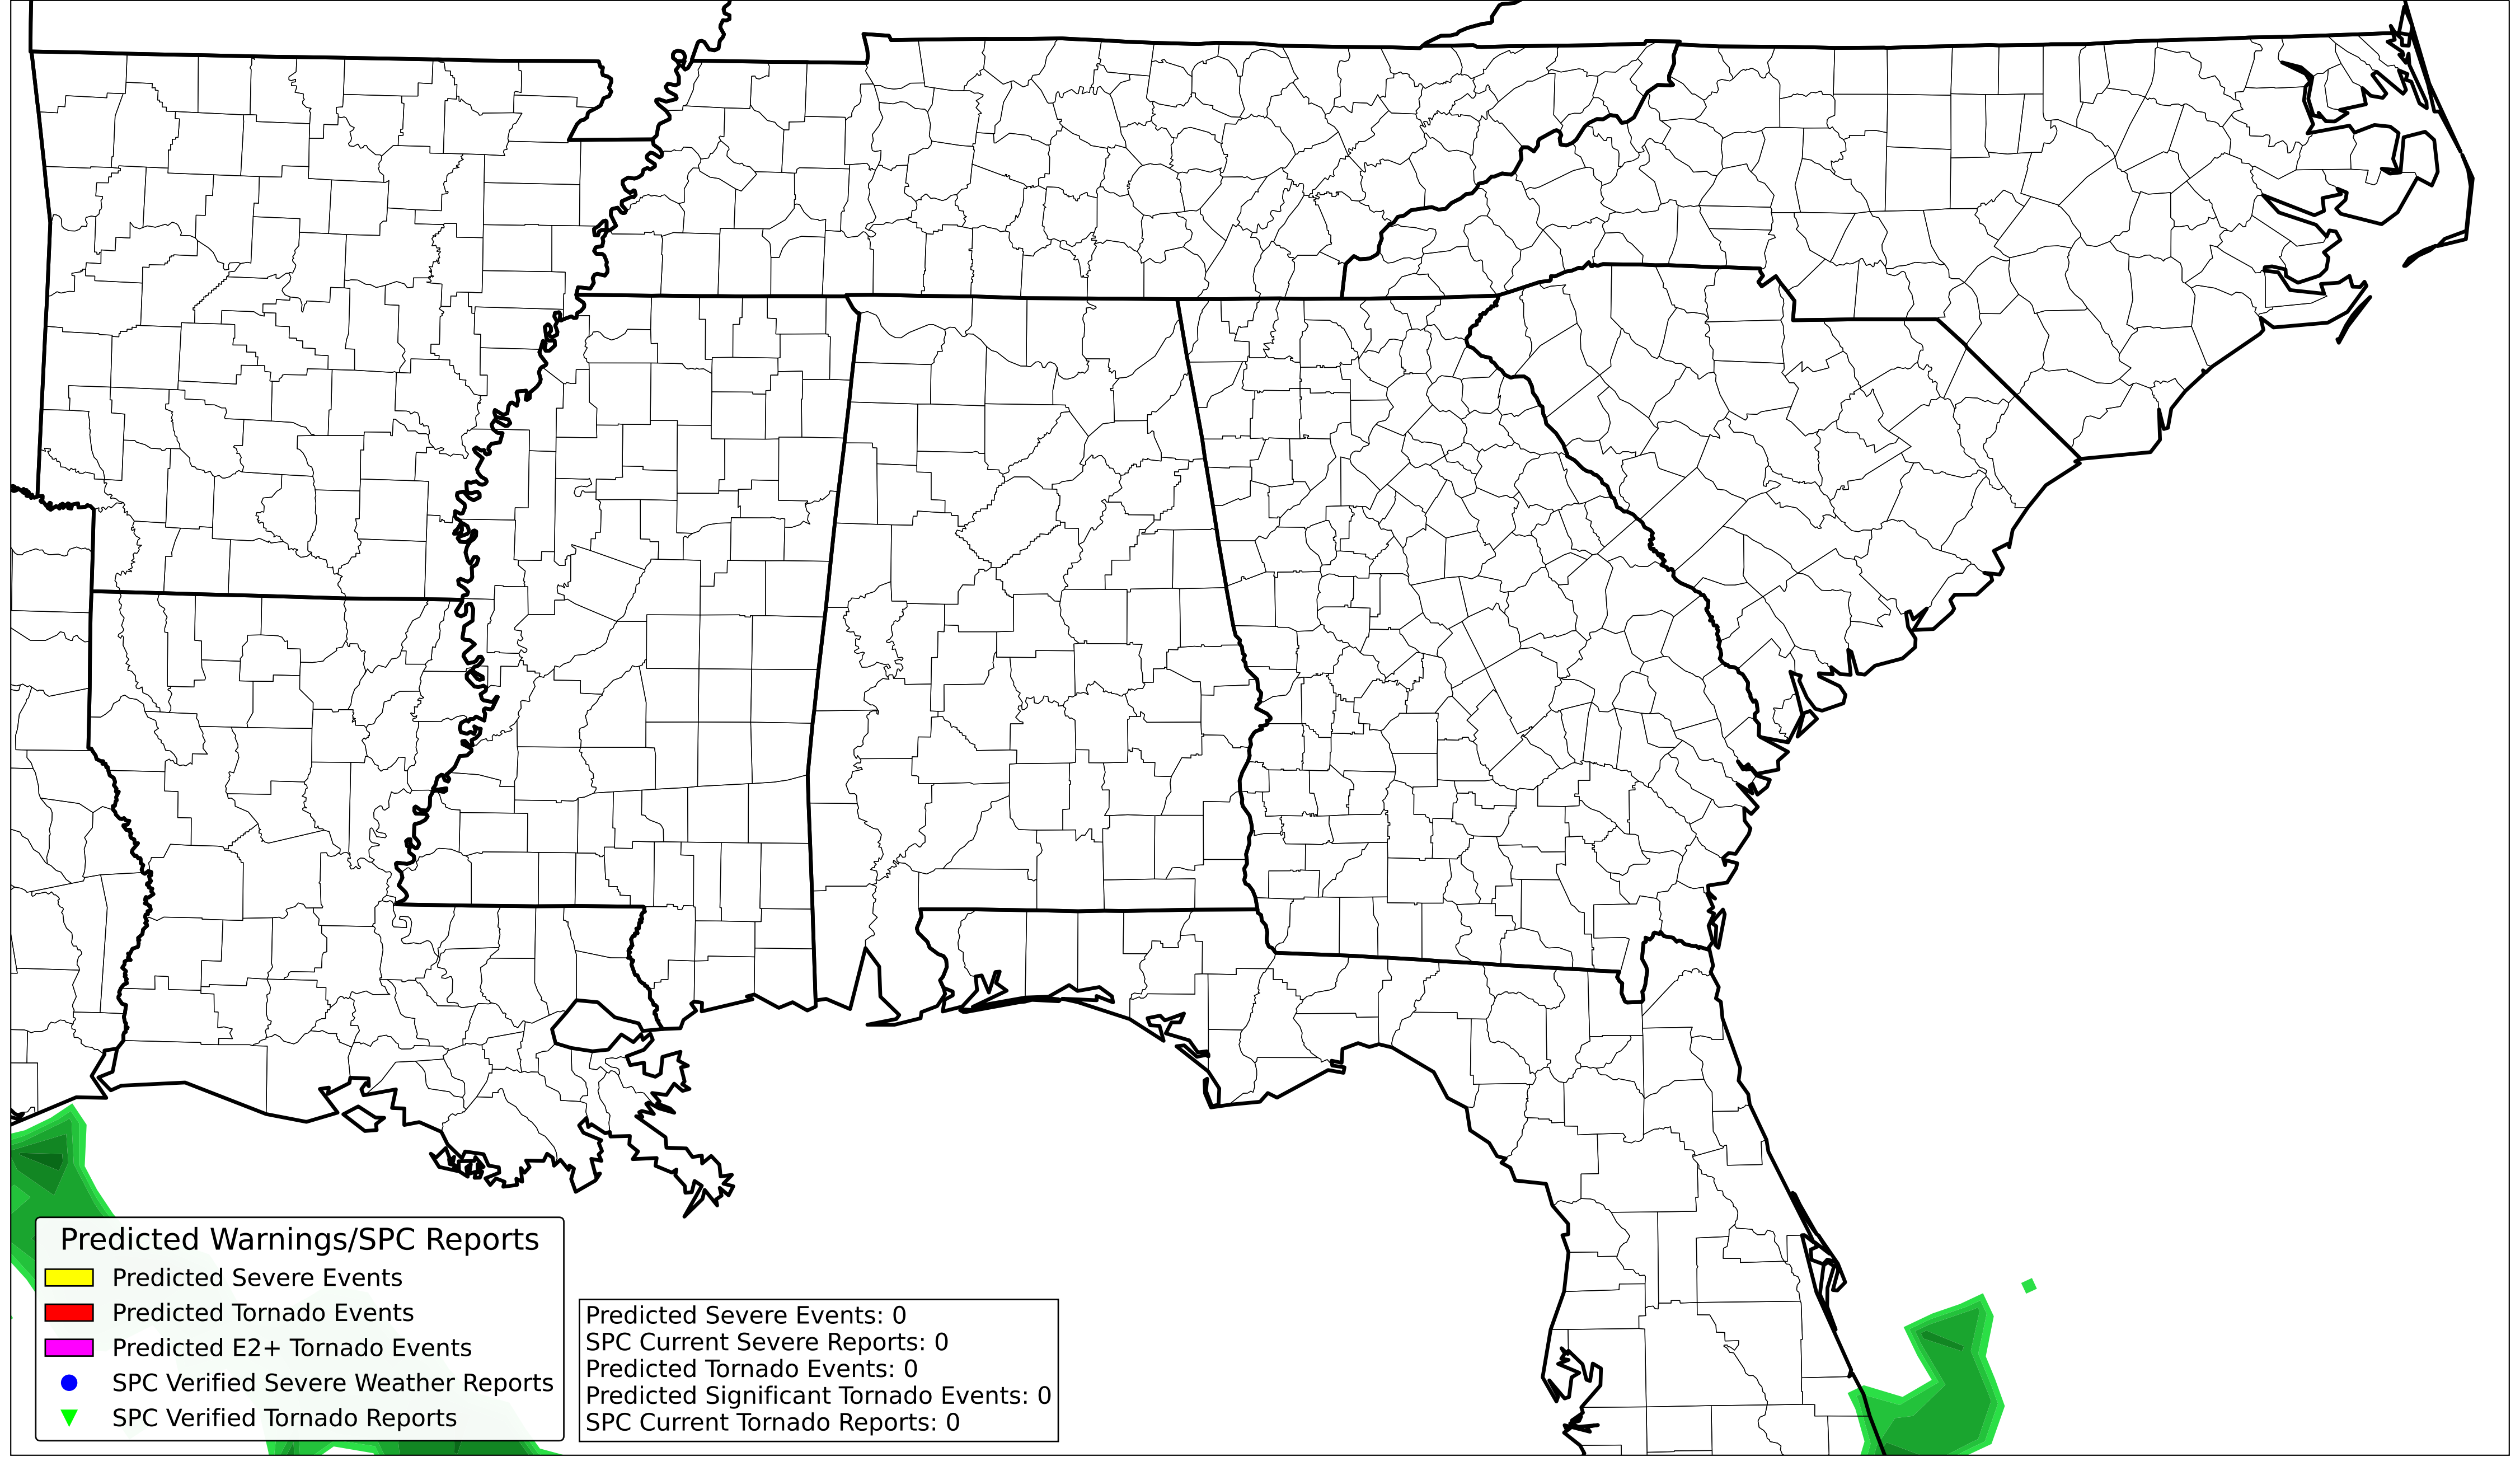 Predicted Warnings/SPC Reports
Predicted Severe Events
Predicted Tornado Events
Predicted E2+ Tornado Events
SPC Verified Severe Weather Reports
SPC Verified Tornado Reports
Predicted Severe Events: 0
SPC Current Severe Reports: 0
Predicted Tornado Events: 0
Predicted Significant Tornado Events: 0
SPC Current Tornado Reports: 0